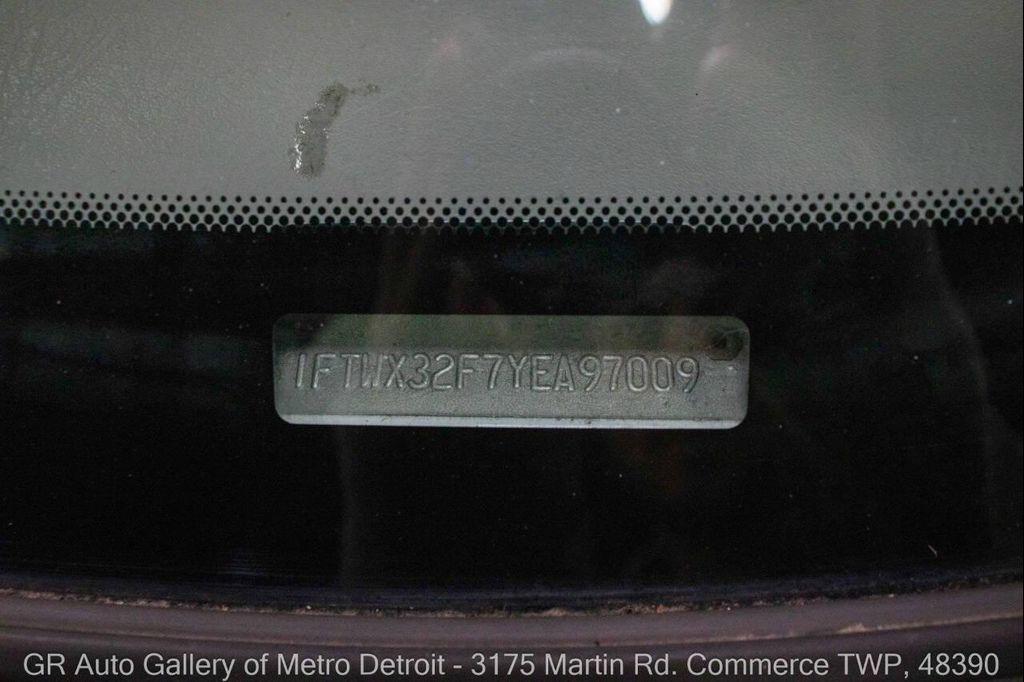 1FTWX32F7YEA97009
GR Auto Gallery of Metro Detroit - 3175 Martin Rd. Commerce TWP, 48390